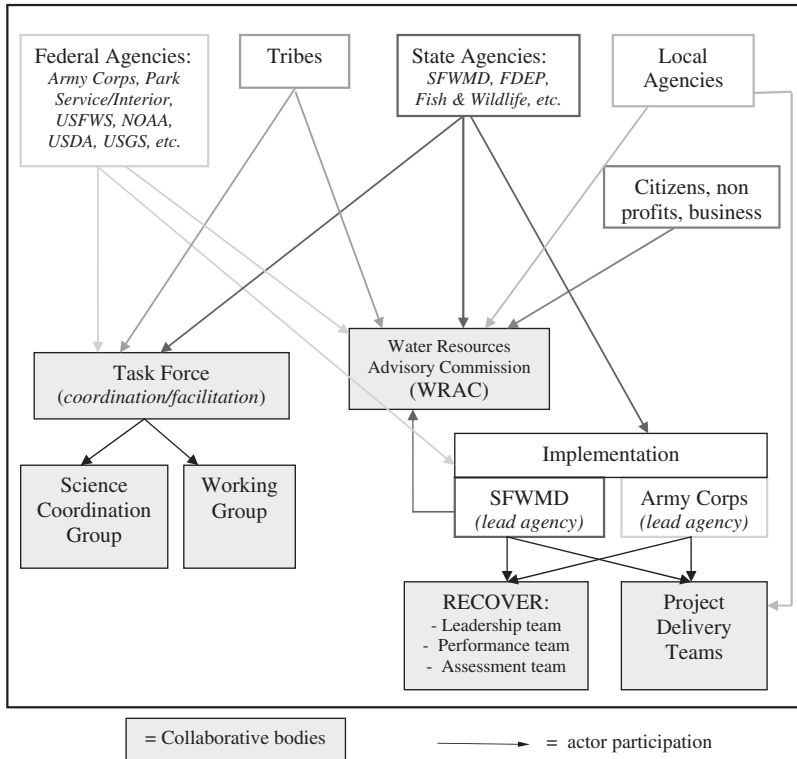 Federal Agencies:
Army Corps, Park
Service/Interior,
USFWS, NOAA,
USDA, USGS, etc.
Tribes
State Agencies:
SFWMD, FDEP,
Fish & Wildlife, etc.
Local
Agencies
Citizens, non
profits, business
Task Force
(coordination/facilitation)
Water Resources
Advisory Commission
(WRAC)
Science
Coordination
Group
Working
Group
Implementation
SFWMD
(lead agency)
Army Corps
(lead agency)
RECOVER:
- Leadership team
- Performance team
- Assessment team
Project
Delivery
Teams
= Collaborative bodies
= actor participation